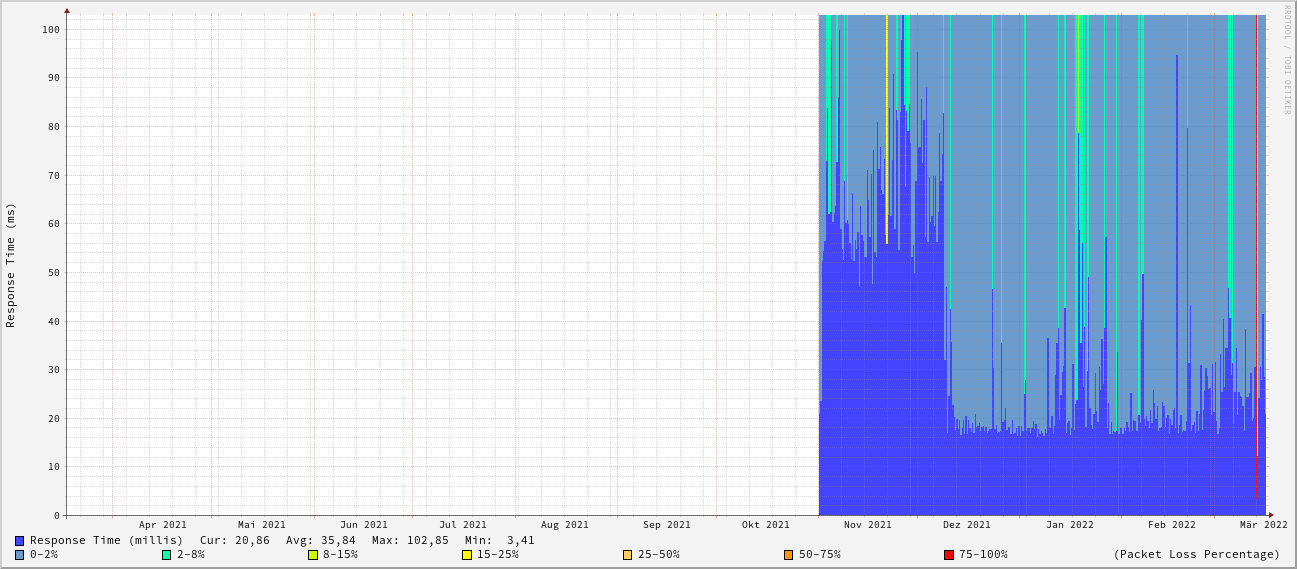 RRDTOOL / TOBI OETIKER
Response Time (ms)
100
90
80
70
60
50
40
30
20
10
0
Apr 2021 Mai 2021 Jun 2021 Jul 2021 Aug 2021 Sep 2021 Okt 2021 Nov 2021 Dez 2021 Jan 2022 Feb 2022 Mär 2022
Response Time (millis) Cur: 20,86 Avg: 35,84 Max: 102,85 Min: 3,41
0-2% 2-8% 8-15% 15-25% 25-50% 50-75% 75-100% (Packet Loss Percentage)